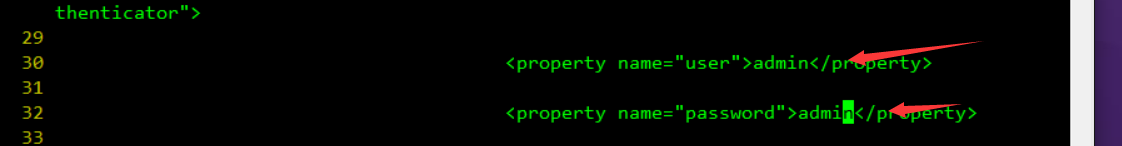 thenticator">
29
30 <property name="user">admin</property>
31
32 <property name="password">admin</property>
33